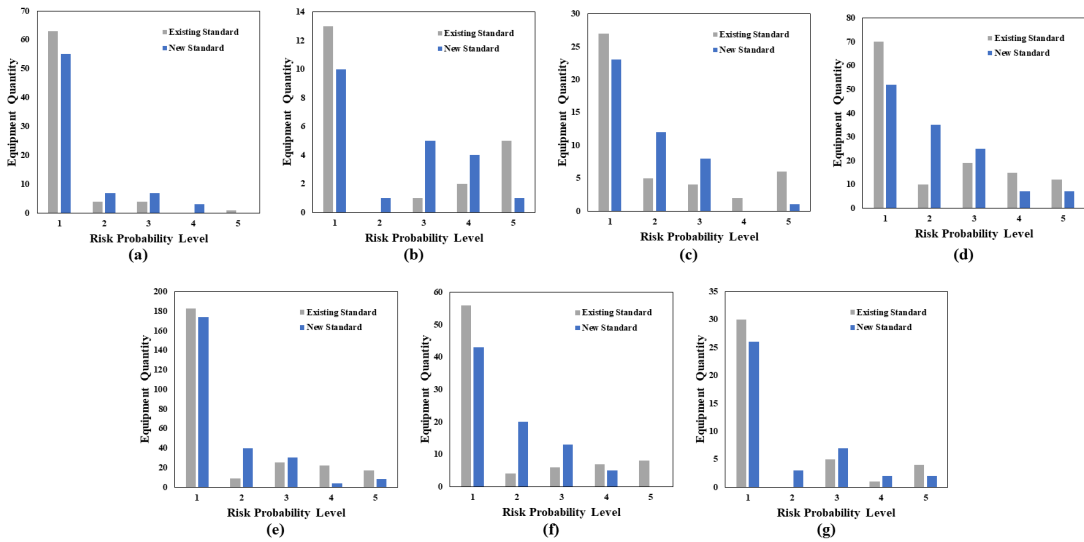 70
60
50
40
30
20
10
0
Equipment Quantity
Existing Standard
New Standard
1 2 3 4 5
Risk Probability Level
(a)
14
12
10
8
6
4
2
0
Equipment Quantity
Existing Standard
New Standard
1 2 3 4 5
Risk Probability Level
(b)
30
25
20
15
10
5
0
Equipment Quantity
Existing Standard
New Standard
1 2 3 4 5
Risk Probability Level
(c)
80
70
60
50
40
30
20
10
0
Equipment Quantity
Existing Standard
New Standard
1 2 3 4 5
Risk Probability Level
(d)
200
180
160
140
120
100
80
60
40
20
0
Equipment Quantity
Existing Standard
New Standard
1 2 3 4 5
Risk Probability Level
(e)
60
50
40
30
20
10
0
Equipment Quantity
Existing Standard
New Standard
1 2 3 4 5
Risk Probability Level
(f)
35
30
25
20
15
10
5
0
Equipment Quantity
Existing Standard
New Standard
1 2 3 4 5
Risk Probability Level
(g)